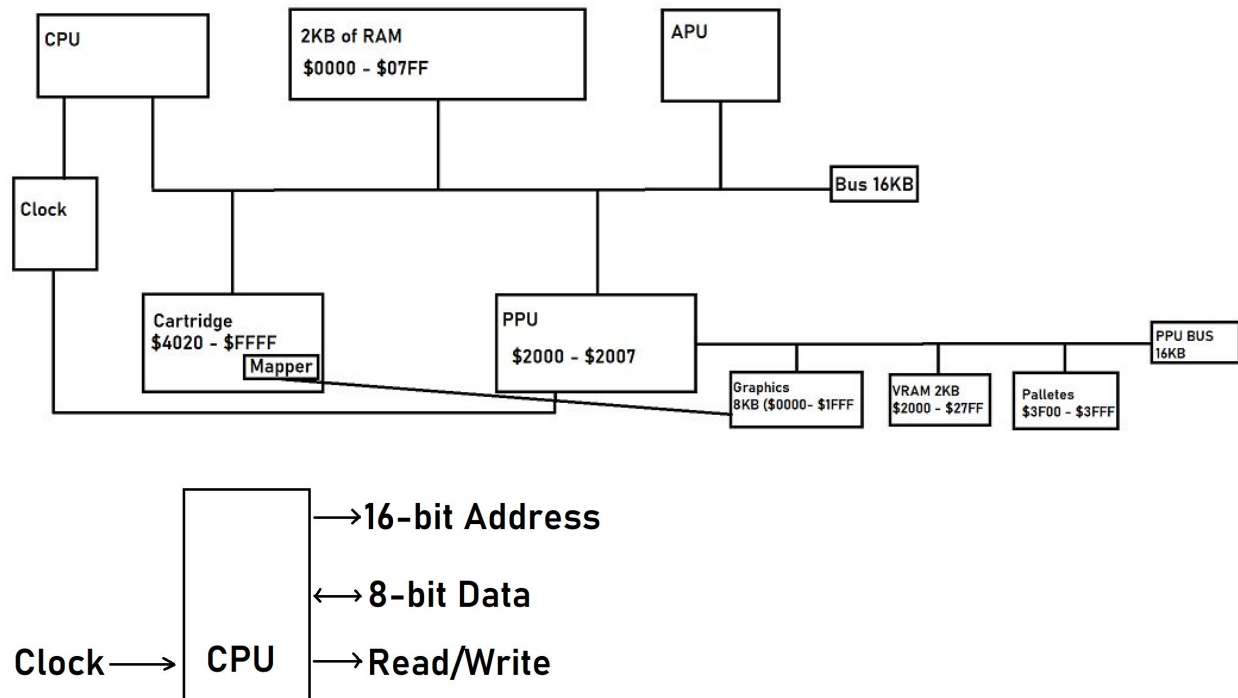 CPU
2KB of RAM
$0000 - $07FF
APU
Bus 16KB
Clock
Cartridge
$4020 - $FFFF
Mapper
PPU
$2000 - $2007
PPU BUS
16KB
Graphics
8KB ($0000- $1FFF
VRAM 2KB
$2000 - $27FF
Palletes
$3F00 - $3FFF
16-bit Address
8-bit Data
Clock
CPU
Read/Write